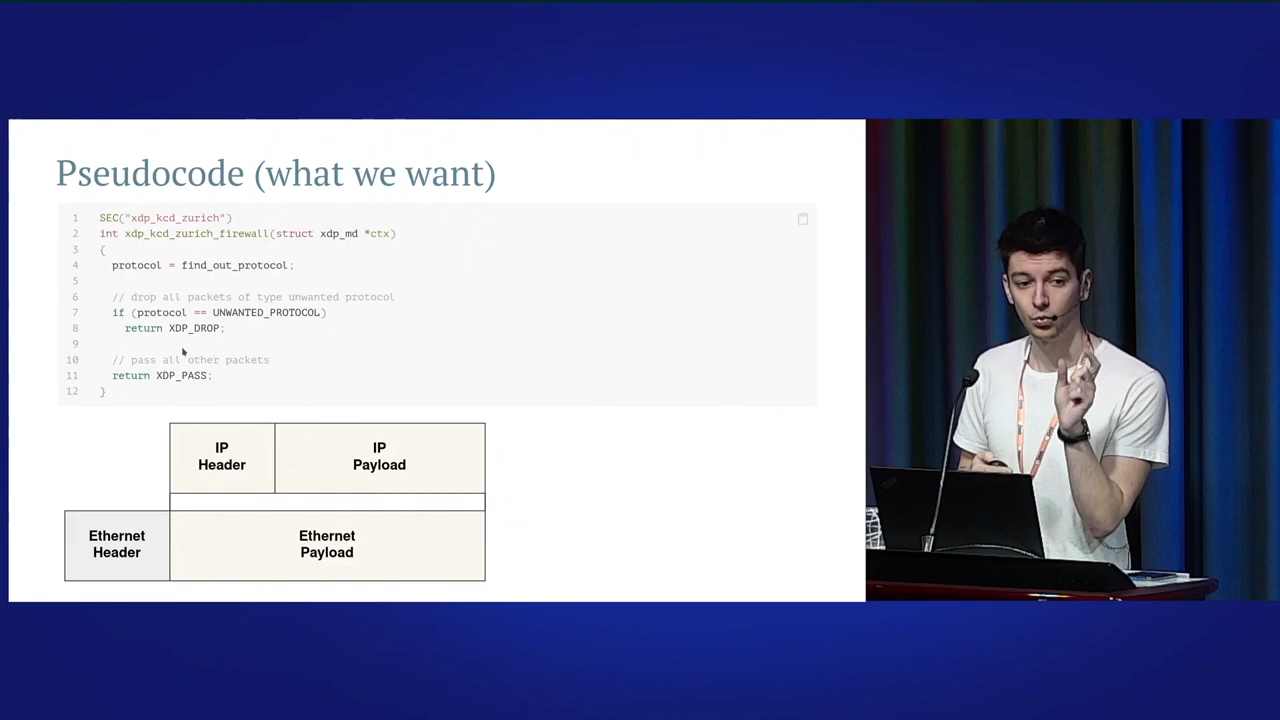 Pseudocode (what we want)
1 SEC("xdp_kcd_zurich")
2 int xdp_kcd_zurich_firewall(struct xdp_md *ctx)
3 {
4 protocol = find_out_protocol;
5
6 // drop all packets of type unwanted protocol
7 if (protocol == UNWANTED_PROTOCOL)
8 return XDP_DROP;
9
10 // pass all other packets
11 return XDP_PASS;
12 }
IP
Header
IP
Payload
Ethernet
Header
Ethernet
Payload